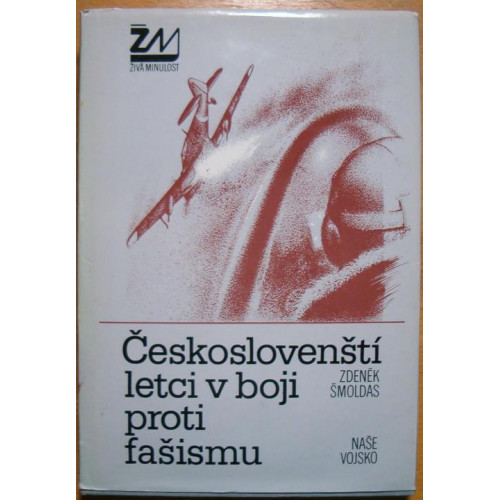 ŽM
ŽIVÁ MINULOST
Českoslovenští
letci v boji
proti
fašismu
ZDENĚK
ŠMOLDAS
NAŠE
VOJSKO